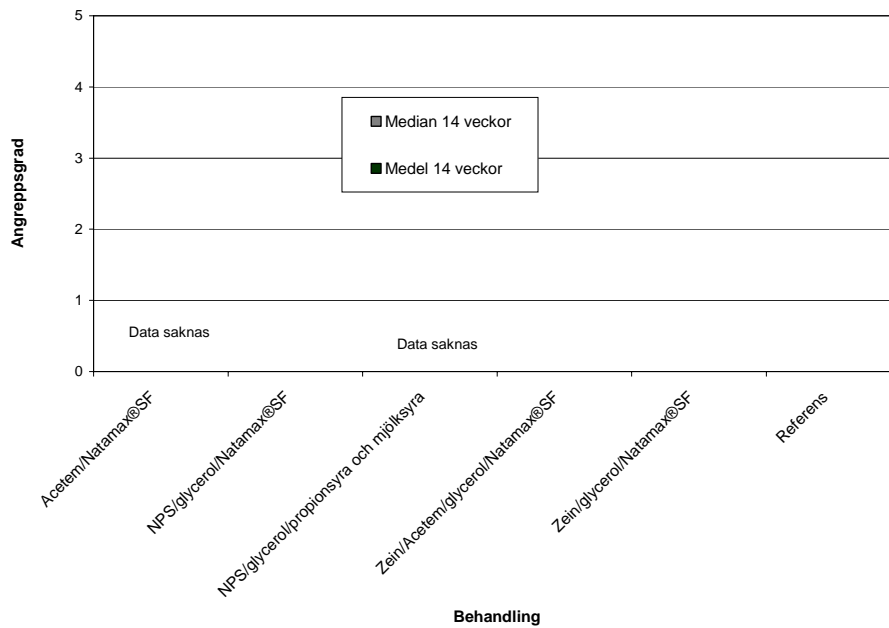 5
4
3
2
1
0
Angreppsgrad
Median 14 veckor
Medel 14 veckor
Data saknas
Data saknas
Acetem/Natamax®SF
NPS/glycerol/Natamax®SF
NPS/glycerol/propionsyra och mjölksyra
Zein/Acetem/glycerol/Natamax®SF
Zein/glycerol/Natamax®SF
Referens
Behandling